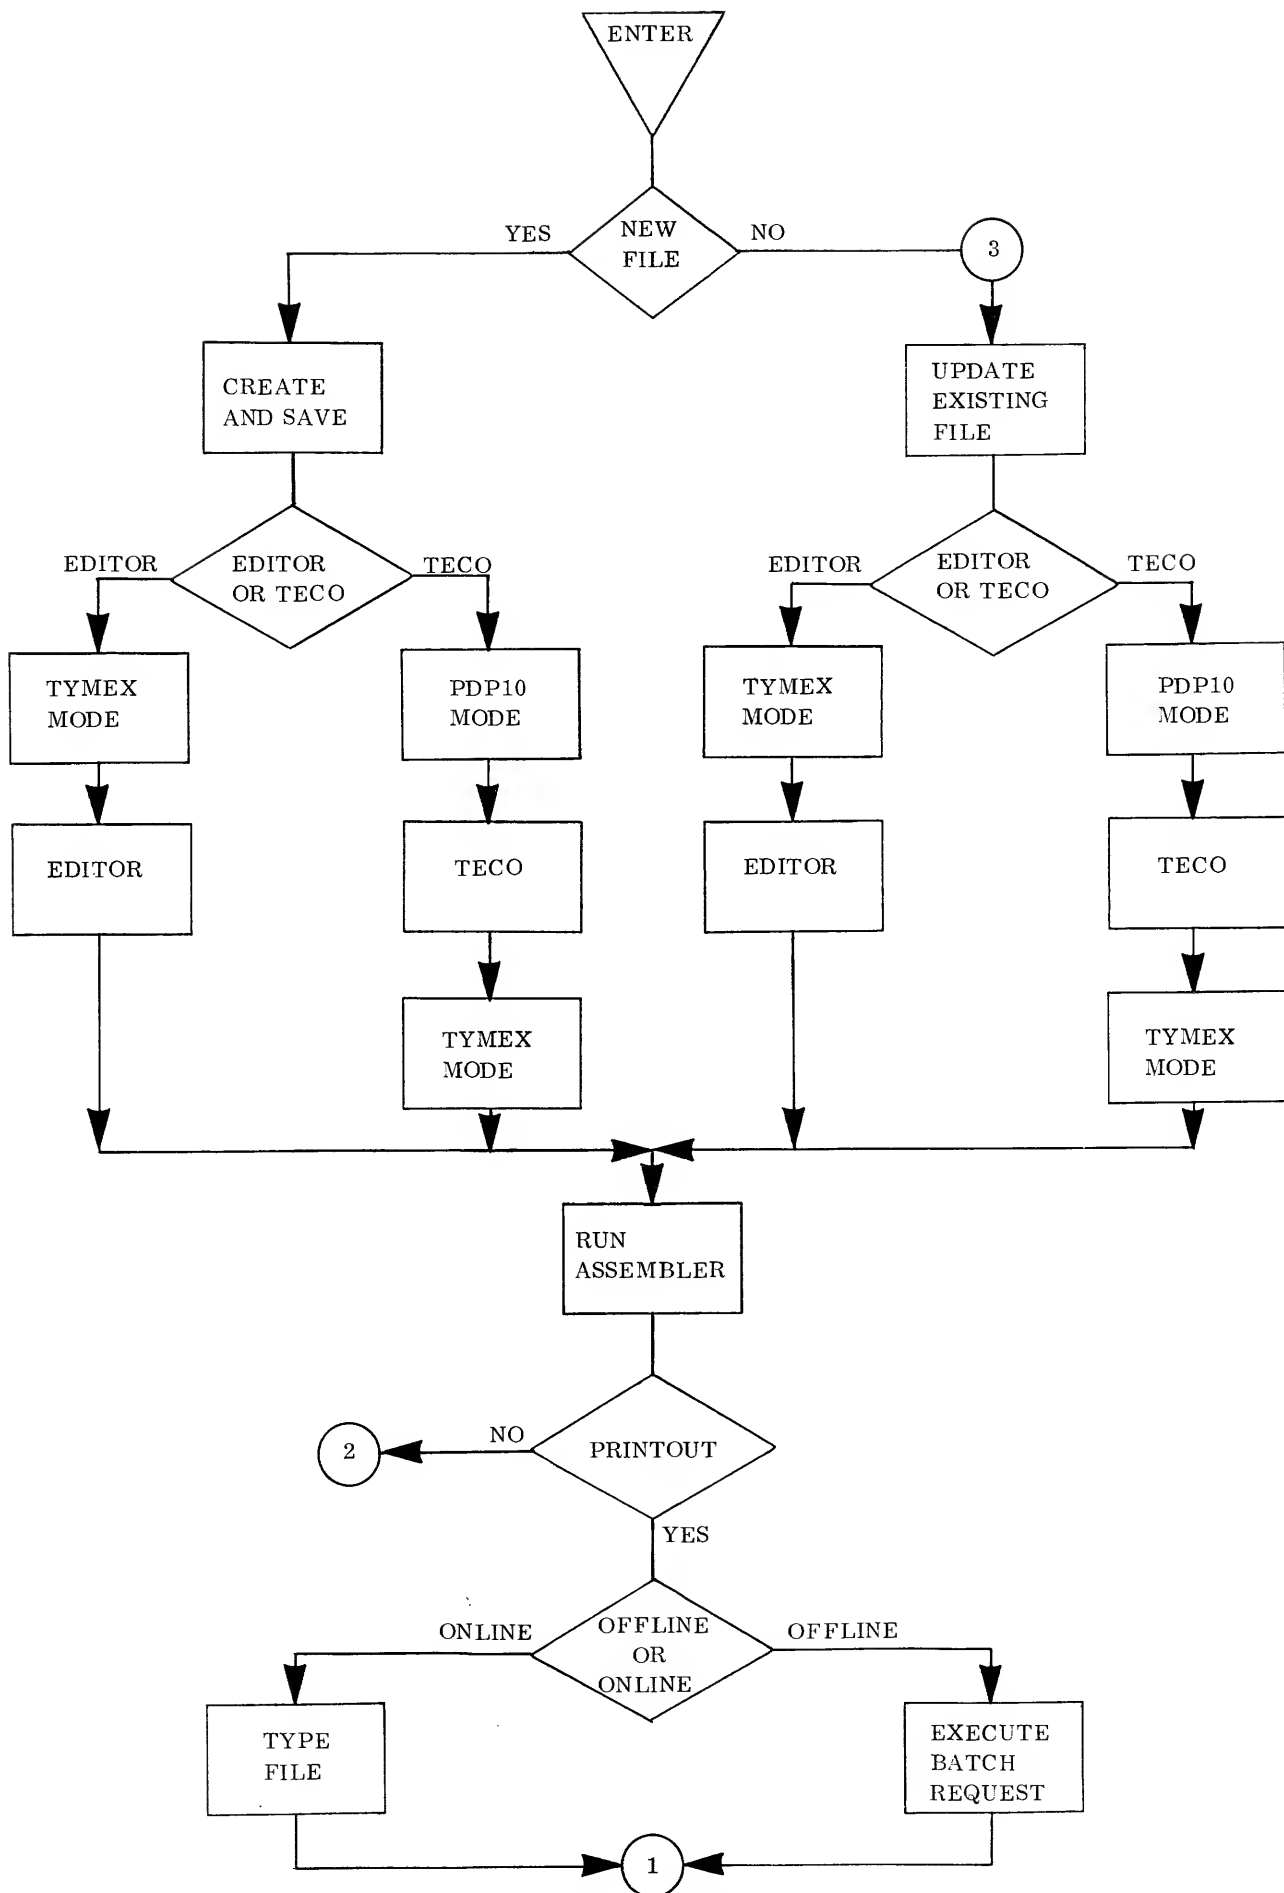 ENTER
NEW
FILE
YES
NO
3
CREATE
AND SAVE
UPDATE
EXISTING
FILE
EDITOR
EDITOR
OR TECO
TECO
EDITOR
EDITOR
OR TECO
TECO
TYMEX
MODE
PDP10
MODE
TYMEX
MODE
PDP10
MODE
EDITOR
TECO
EDITOR
TECO
TYMEX
MODE
TYMEX
MODE
RUN
ASSEMBLER
2
NO
PRINTOUT
YES
ONLINE
OFFLINE
OR
ONLINE
OFFLINE
TYPE
FILE
EXECUTE
BATCH
REQUEST
1